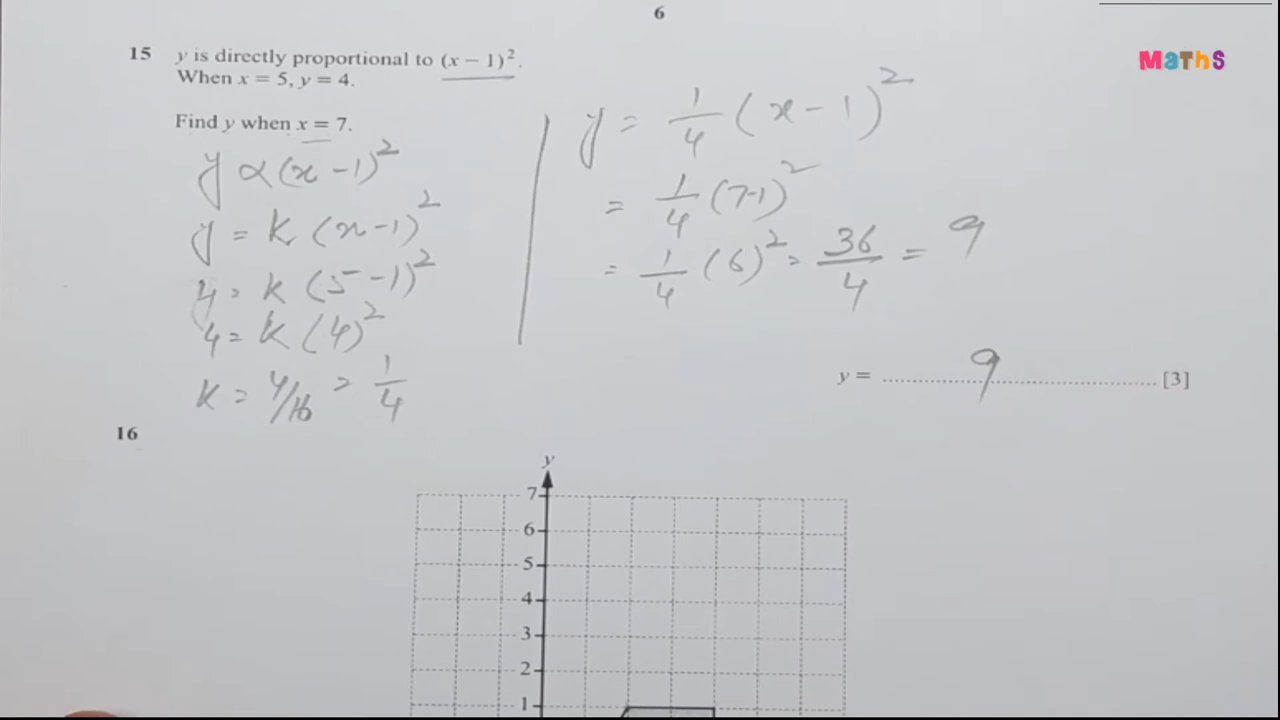 6
MaThS
15 y is directly proportional to (x − 1)².
When x = 5, y = 4.
Find y when x = 7.
y ∝ (x − 1)²
y = K (x−1)²
4 = K (5 −1)²
4 = K (4)²
K = 4/16 = 1/4
y = 1/4 (x − 1)²
= 1/4 (7-1)²
= 1/4 (6)² = 36/4 = 9
y = .......... 9 .......... [3]
16
y
7
6
5
4
3
2
1